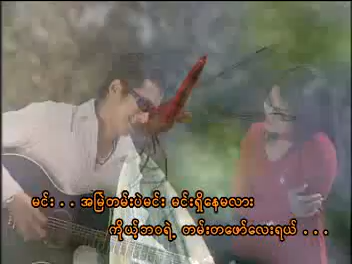 မင်း . . အမြဲတမ်းပဲမင်း မင်းရှိနေမလား
ကိုယ့်ဘဝရဲ့ တမ်းတဖော်လေးရယ် . . .